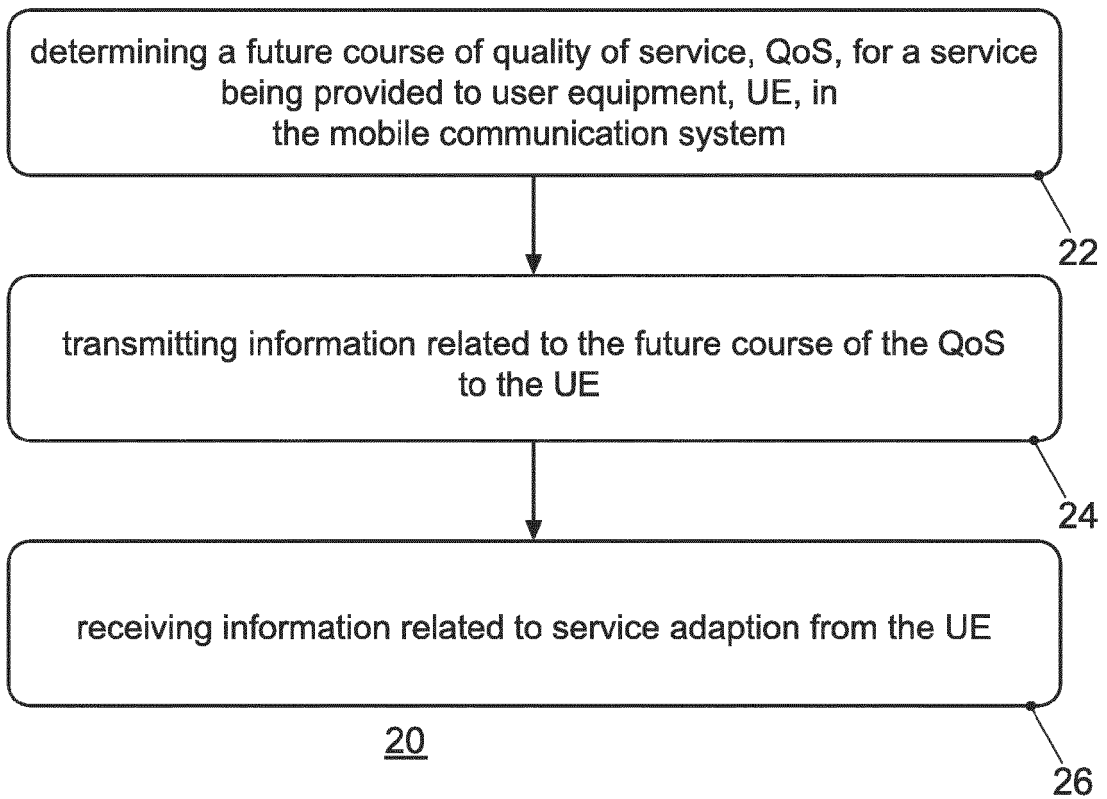 determining a future course of quality of service, QoS, for a service
being provided to user equipment, UE, in
the mobile communication system
22
transmitting information related to the future course of the QoS
to the UE
24
receiving information related to service adaption from the UE
20
26